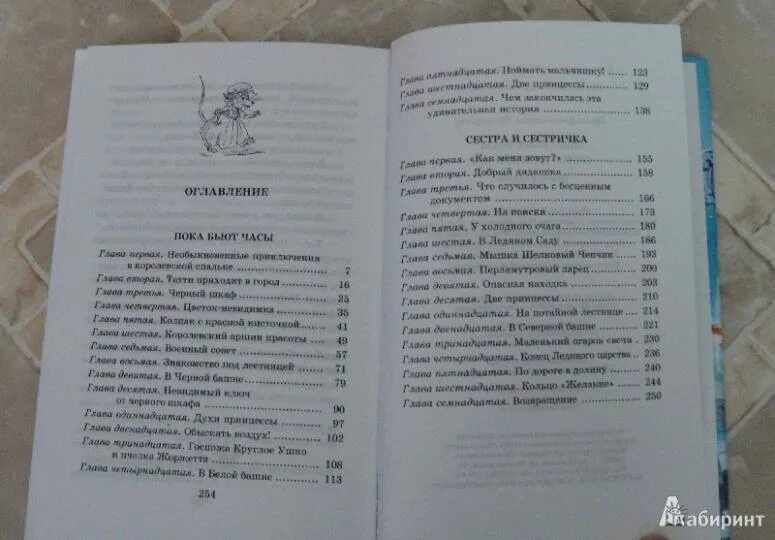 ОГЛАВЛЕНИЕ
ПОКА БЬЮТ ЧАСЫ
Глава первая. Необыкновенные приключения
в королевской спальне 7
Глава вторая. Татти приходит в город 16
Глава третья. Черный шкаф 25
Глава четвертая. Цветок-невидимка 35
Глава пятая. Колпак с красной кисточкой 41
Глава шестая. Королевский аршин красоты 49
Глава седьмая. Военный совет 57
Глава восьмая. Знакомство под лестницей 71
Глава девятая. В Черной башне 79
Глава десятая. Невидимый ключ
от черного шкафа 90
Глава одиннадцатая. Духи принцессы 97
Глава двенадцатая. Обыскать воздух! 102
Глава тринадцатая. Госпожа Круглое Ушко
и пчелка Жоржетта 108
Глава четырнадцатая. В Белой башне 113
254
Глава пятнадцатая. Поймать мальчишку! 123
Глава шестнадцатая. Две принцессы 129
Глава семнадцатая. Чем закончилась эта
удивительная история 138
СЕСТРА И СЕСТРИЧКА
Глава первая. «Как меня зовут?» 155
Глава вторая. Добрый дядюшка 158
Глава третья. Что случилось с бесценным
документом 166
Глава четвертая. На поиски 173
Глава пятая. У холодного очага 180
Глава шестая. В Ледяном Саду 186
Глава седьмая. Мышка Шелковый Чепчик 193
Глава восьмая. Перламутровый ларец 200
Глава девятая. Опасная находка 203
Глава десятая. Две принцессы 210
Глава одиннадцатая. На потайной лестнице 214
Глава двенадцатая. В Северной башне 221
Глава тринадцатая. Маленький огарок свечи 230
Глава четырнадцатая. Конец Ледяного царства 236
Глава пятнадцатая. По дороге в долину 241
Глава шестнадцатая. Кольцо «Желание» 244
Глава семнадцатая. Возвращение 250
Лабиринт